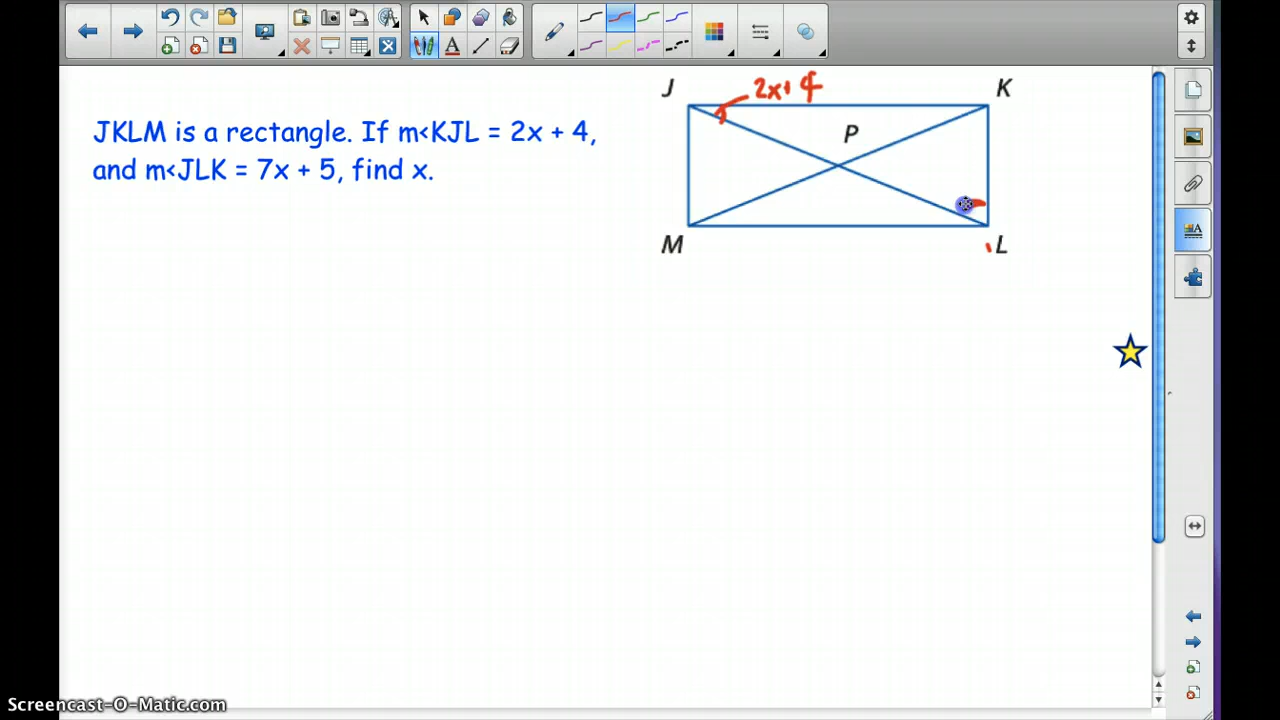 J
2x+ 4
K
JKLM is a rectangle. If m<KJL = 2x + 4,
and m<JLK = 7x + 5, find x.
P
M
L
Screencast-O-Matic.com